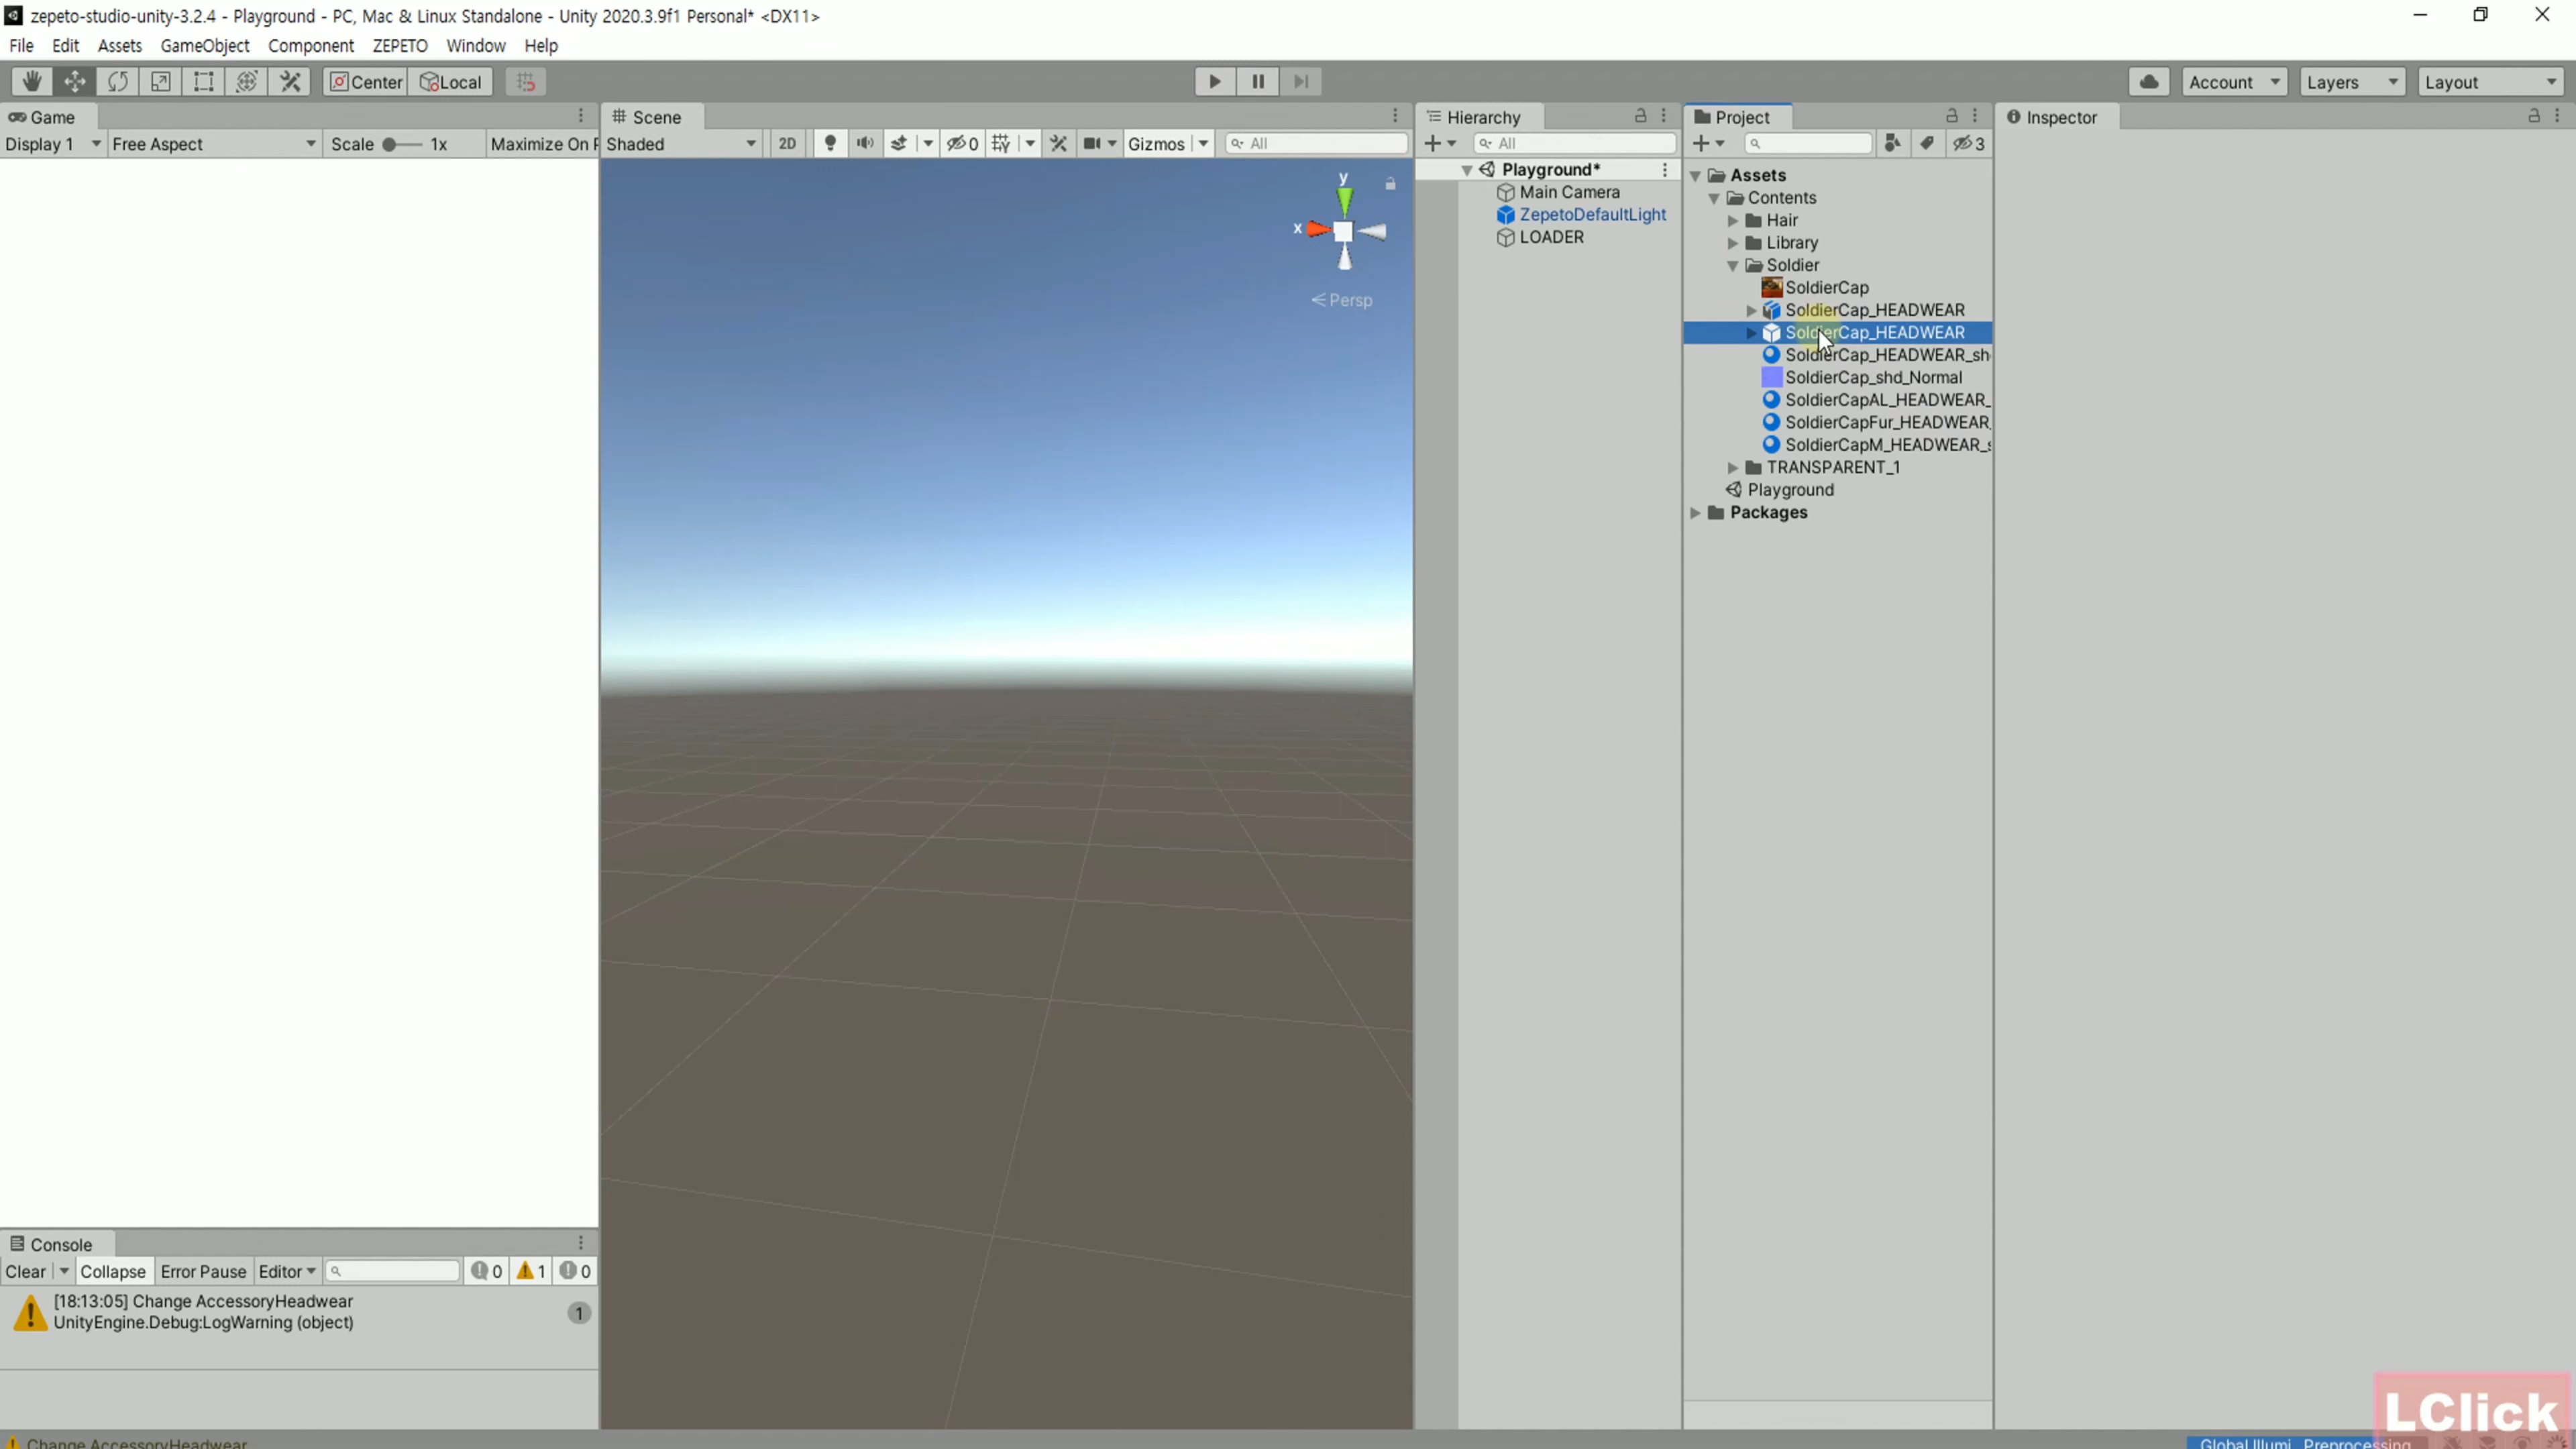 zepeto-studio-unity-3.2.4 - Playground - PC, Mac & Linux Standalone - Unity 2020.3.9f1 Personal* <DX11>
File Edit Assets GameObject Component ZEPETO Window Help
Center Local Account Layers Layout
Game
Display 1 Free Aspect Scale 1x Maximize On
Scene
Shaded 2D 0 Gizmos All
y
x
Persp
Hierarchy
All
Playground*
Main Camera
ZepetoDefaultLight
LOADER
Project
3
Assets
Contents
Hair
Library
Soldier
SoldierCap
SoldierCap_HEADWEAR
SoldierCap_HEADWEAR
SoldierCap_HEADWEAR_sh
SoldierCap_shd_Normal
SoldierCapAL_HEADWEAR_
SoldierCapFur_HEADWEAR_
SoldierCapM_HEADWEAR_s
TRANSPARENT_1
Playground
Packages
Inspector
Console
Clear Collapse Error Pause Editor 0 1 0
[18:13:05] Change AccessoryHeadwear
UnityEngine.Debug:LogWarning (object)
1
Change AccessoryHeadwear
Global Illumi.. Preprocessing
LClick